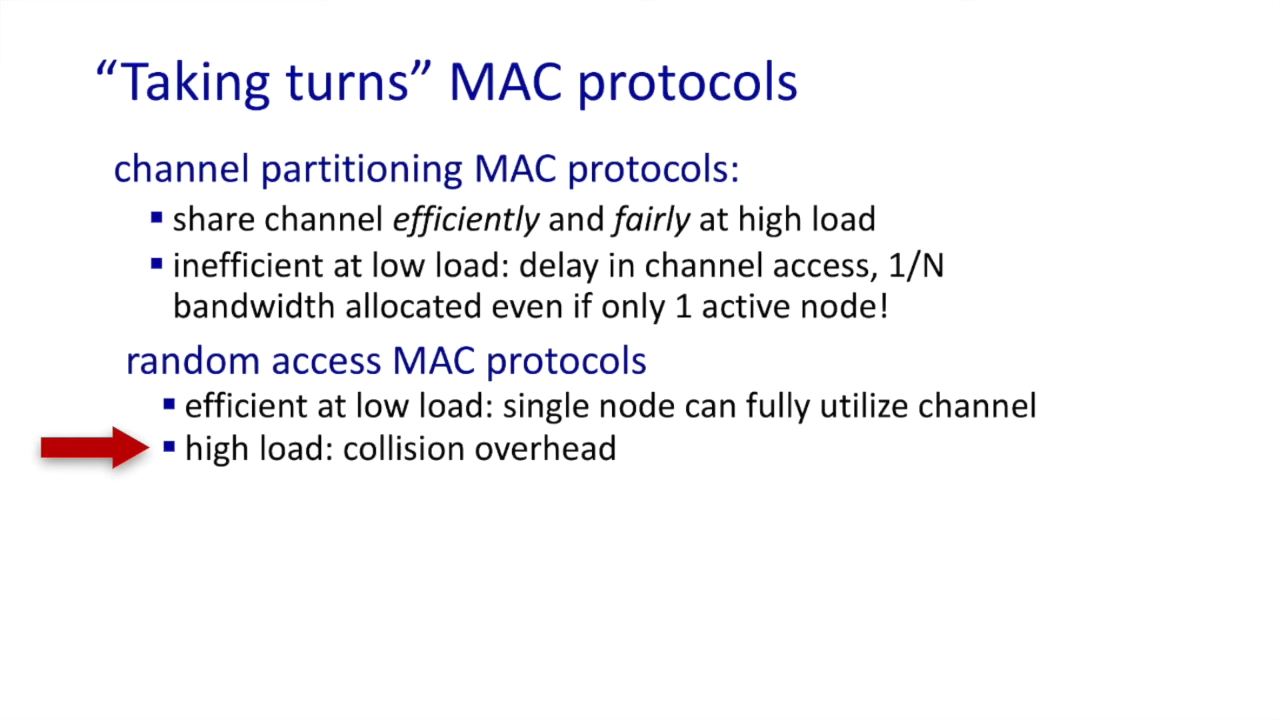 “Taking turns” MAC protocols
channel partitioning MAC protocols:
▪ share channel efficiently and fairly at high load
▪ inefficient at low load: delay in channel access, 1/N
bandwidth allocated even if only 1 active node!
random access MAC protocols
▪ efficient at low load: single node can fully utilize channel
▪ high load: collision overhead